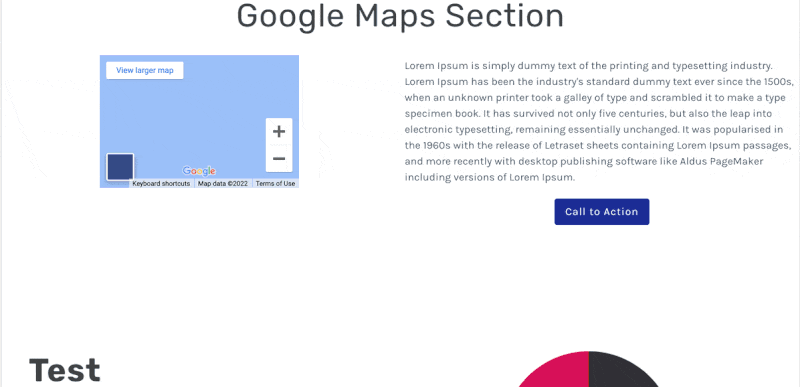 Google Maps Section
View larger map
Google
Keyboard shortcuts Map data ©2022 Terms of Use
Lorem Ipsum is simply dummy text of the printing and typesetting industry.
Lorem Ipsum has been the industry's standard dummy text ever since the 1500s,
when an unknown printer took a galley of type and scrambled it to make a type
specimen book. It has survived not only five centuries, but also the leap into
electronic typesetting, remaining essentially unchanged. It was popularised in
the 1960s with the release of Letraset sheets containing Lorem Ipsum passages,
and more recently with desktop publishing software like Aldus PageMaker
including versions of Lorem Ipsum.
Call to Action
Test